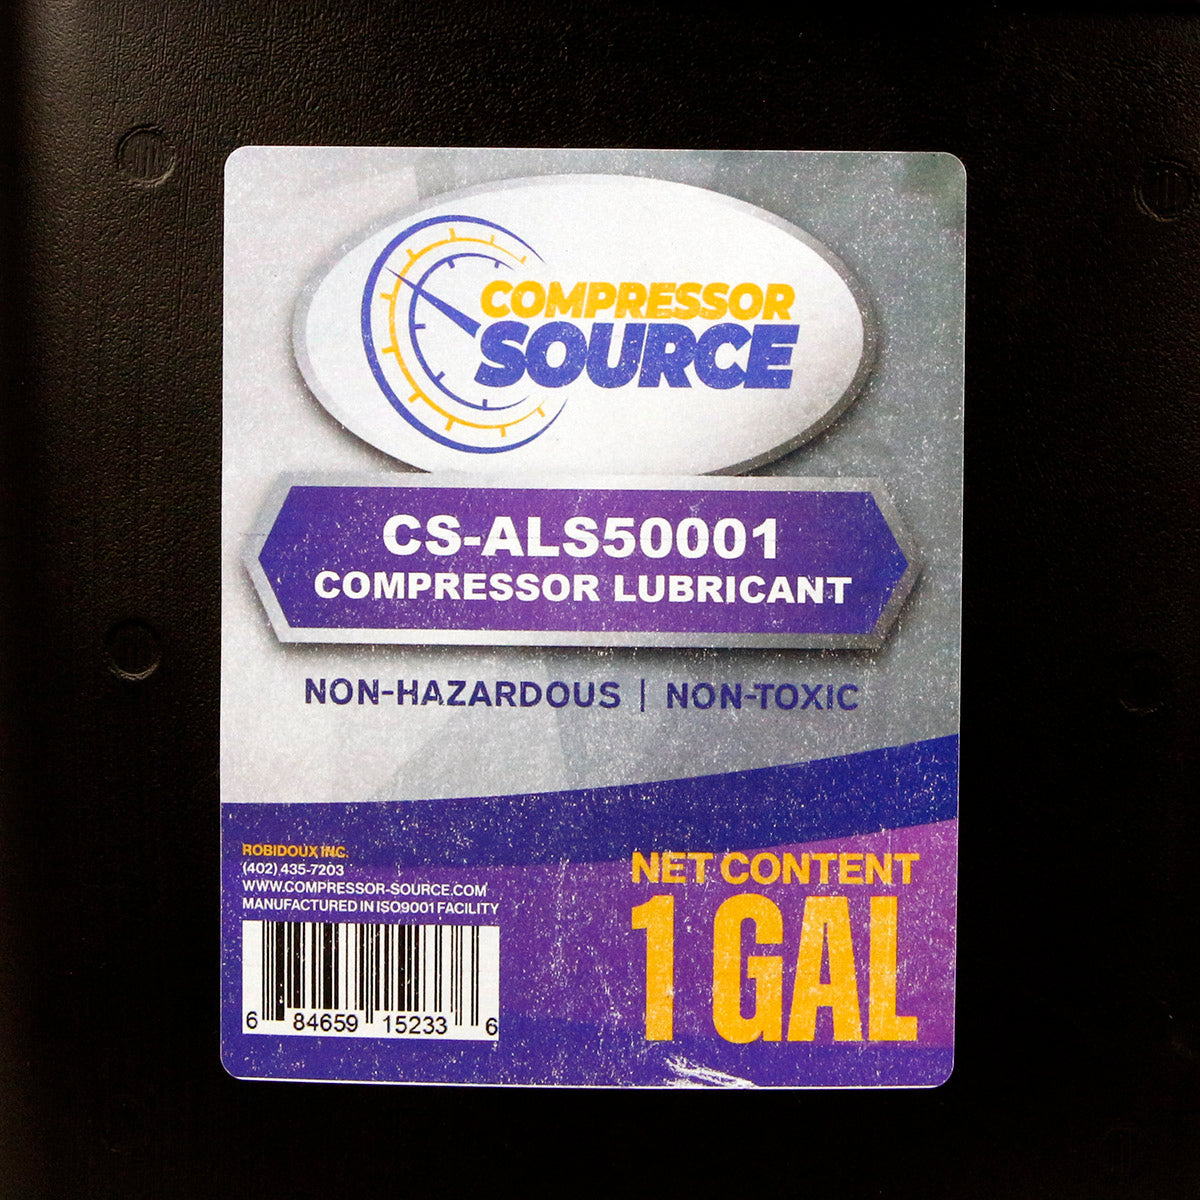 COMPRESSOR
SOURCE
CS-ALS50001
COMPRESSOR LUBRICANT
NON-HAZARDOUS | NON-TOXIC
ROBIDOUX INC.
(402) 435-7203
WWW.COMPRESSOR-SOURCE.COM
MANUFACTURED IN ISO9001 FACILITY
6 84659 15233 6
NET CONTENT
1 GAL